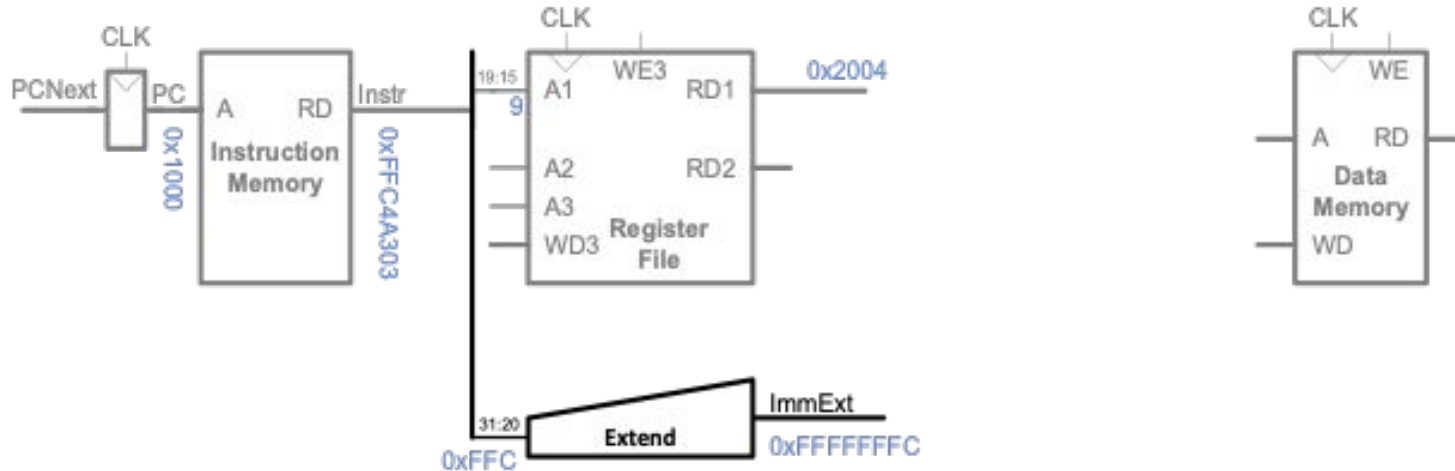 CLK
CLK
CLK
PCNext
PC
A
RD
Instr
Instruction
Memory
0x1000
0xFFC4A303
19:15
9
A1
WE3
RD1
0x2004
A2
RD2
A3
WD3
Register
File
WE
A
RD
Data
Memory
WD
31:20
0xFFC
Extend
ImmExt
0xFFFFFFFC